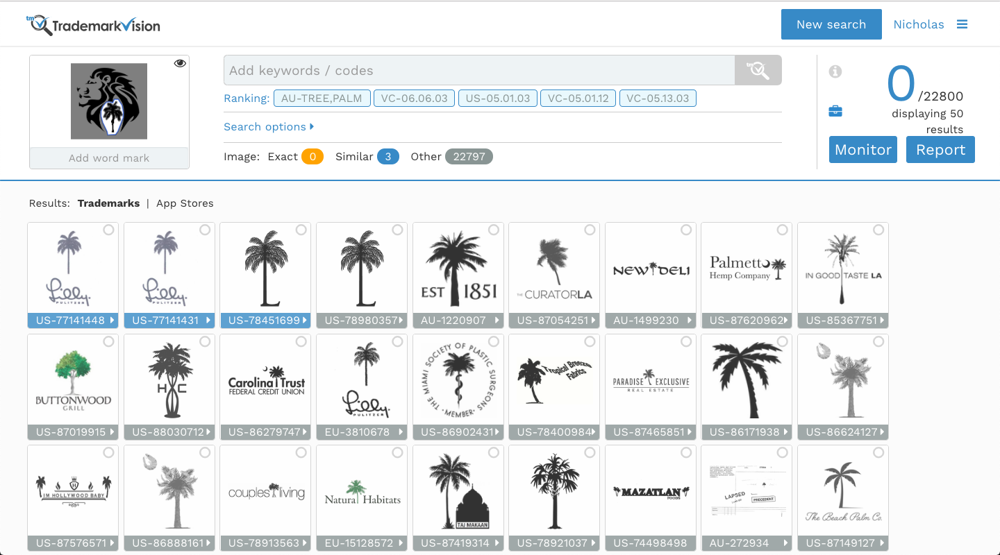 tm TrademarkVision
New search
Nicholas
Add keywords / codes
tm
Ranking: AU-TREE,PALM VC-06.06.03 US-05.01.03 VC-05.01.12 VC-05.13.03
Search options
Image: Exact 0 Similar 3 Other 22797
Add word mark
0/22800
displaying 50
results
Monitor Report
Results: Trademarks | App Stores
Lilly
PULITZER
US-77141448
Lilly
PULITZER
US-77141431
L
US-78451699
L
US-78980357
EST 1851
AU-1220907
THE CURATORLA
US-87054251
NEW DELI
AU-1499230
Palmetto
Hemp Company
US-87620962
IN GOOD TASTE LA
US-85367751
BUTTONWOOD
GRILL
US-87019915
H C
US-88030712
Carolina Trust
FEDERAL CREDIT UNION
US-86279747
Lilly
PULITZER
EU-3810678
THE MIAMI SOCIETY OF PLASTIC SURGEONS
MEMBER
US-86902431
Tropical Breeze
Fabrics
US-78400984
PARADISE EXCLUSIVE
REAL ESTATE
US-87465851
US-86171938
US-86624127
H
IM HOLLYWOOD BABY
US-87576571
US-86888161
couples living
US-78913563
Natural Habitats
EU-15128572
TAJ MAKAAN
US-87419314
US-78921037
MAZATLAN
FOODS
US-74498498
LAPSED
PRECEDENT
AU-272934
The Beach Palm Co.
US-87149127